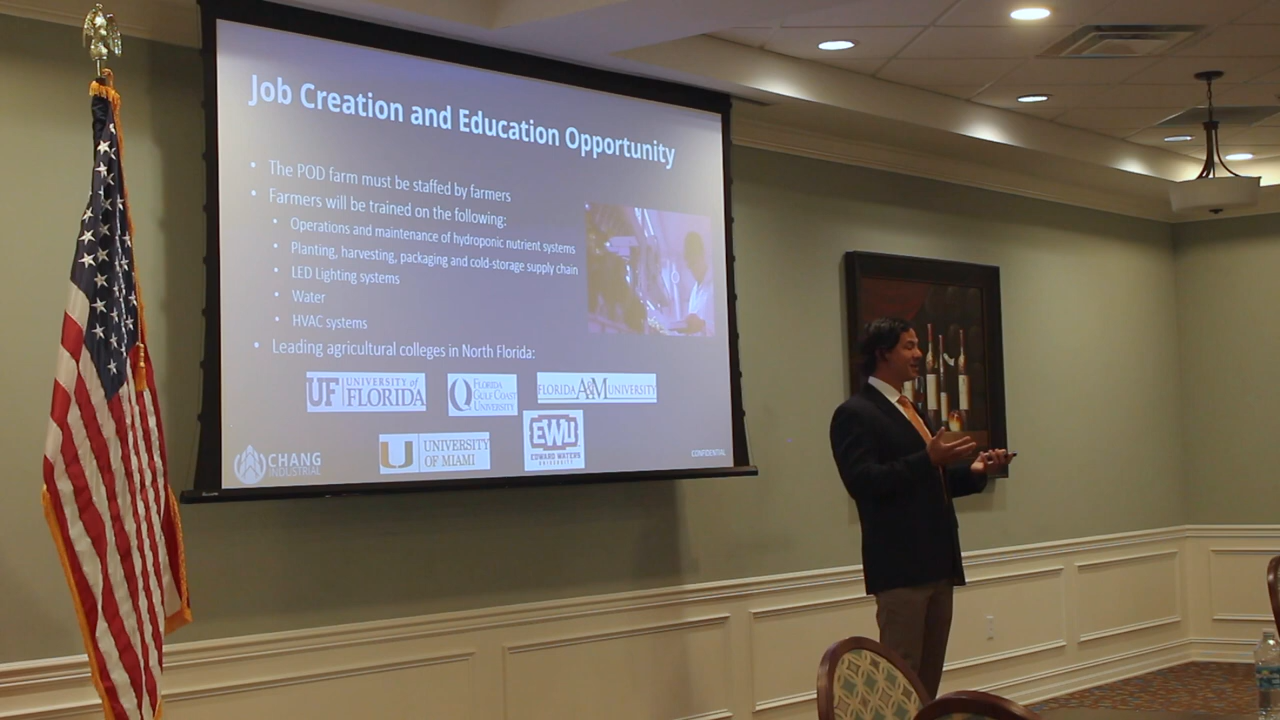 Job Creation and Education Opportunity
• The POD farm must be staffed by farmers
• Farmers will be trained on the following:
• Operations and maintenance of hydroponic nutrient systems
• Planting, harvesting, packaging and cold-storage supply chain
• LED Lighting systems
• Water
• HVAC systems
• Leading agricultural colleges in North Florida:
UF UNIVERSITY of
FLORIDA
FLORIDA
GULF COAST
UNIVERSITY
FLORIDA A&M UNIVERSITY
UNIVERSITY
OF MIAMI
EWU
EDWARD WATERS
UNIVERSITY
CHANG
INDUSTRIAL
CONFIDENTIAL